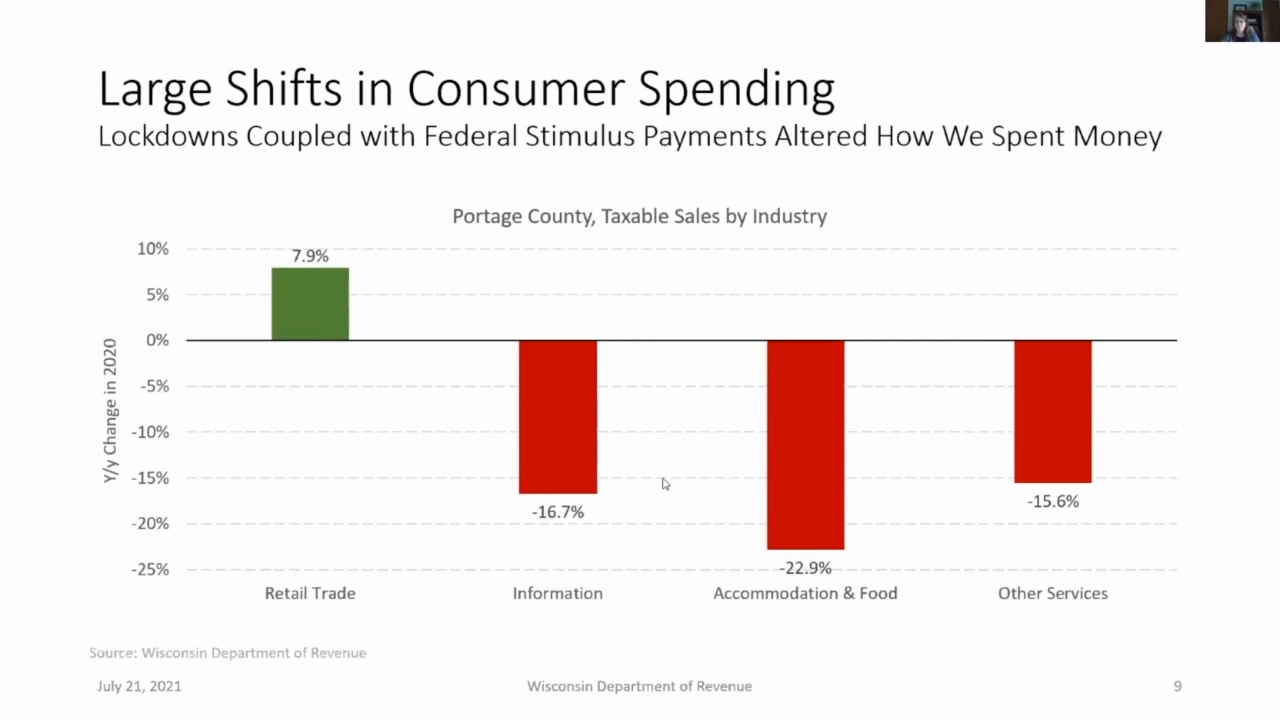 Large Shifts in Consumer Spending
Lockdowns Coupled with Federal Stimulus Payments Altered How We Spent Money
Portage County, Taxable Sales by Industry
Y/y Change in 2020
10%
5%
0%
-5%
-10%
-15%
-20%
-25%
7.9%
-16.7%
-22.9%
-15.6%
Retail Trade
Information
Accommodation & Food
Other Services
Source: Wisconsin Department of Revenue
July 21, 2021
Wisconsin Department of Revenue
9